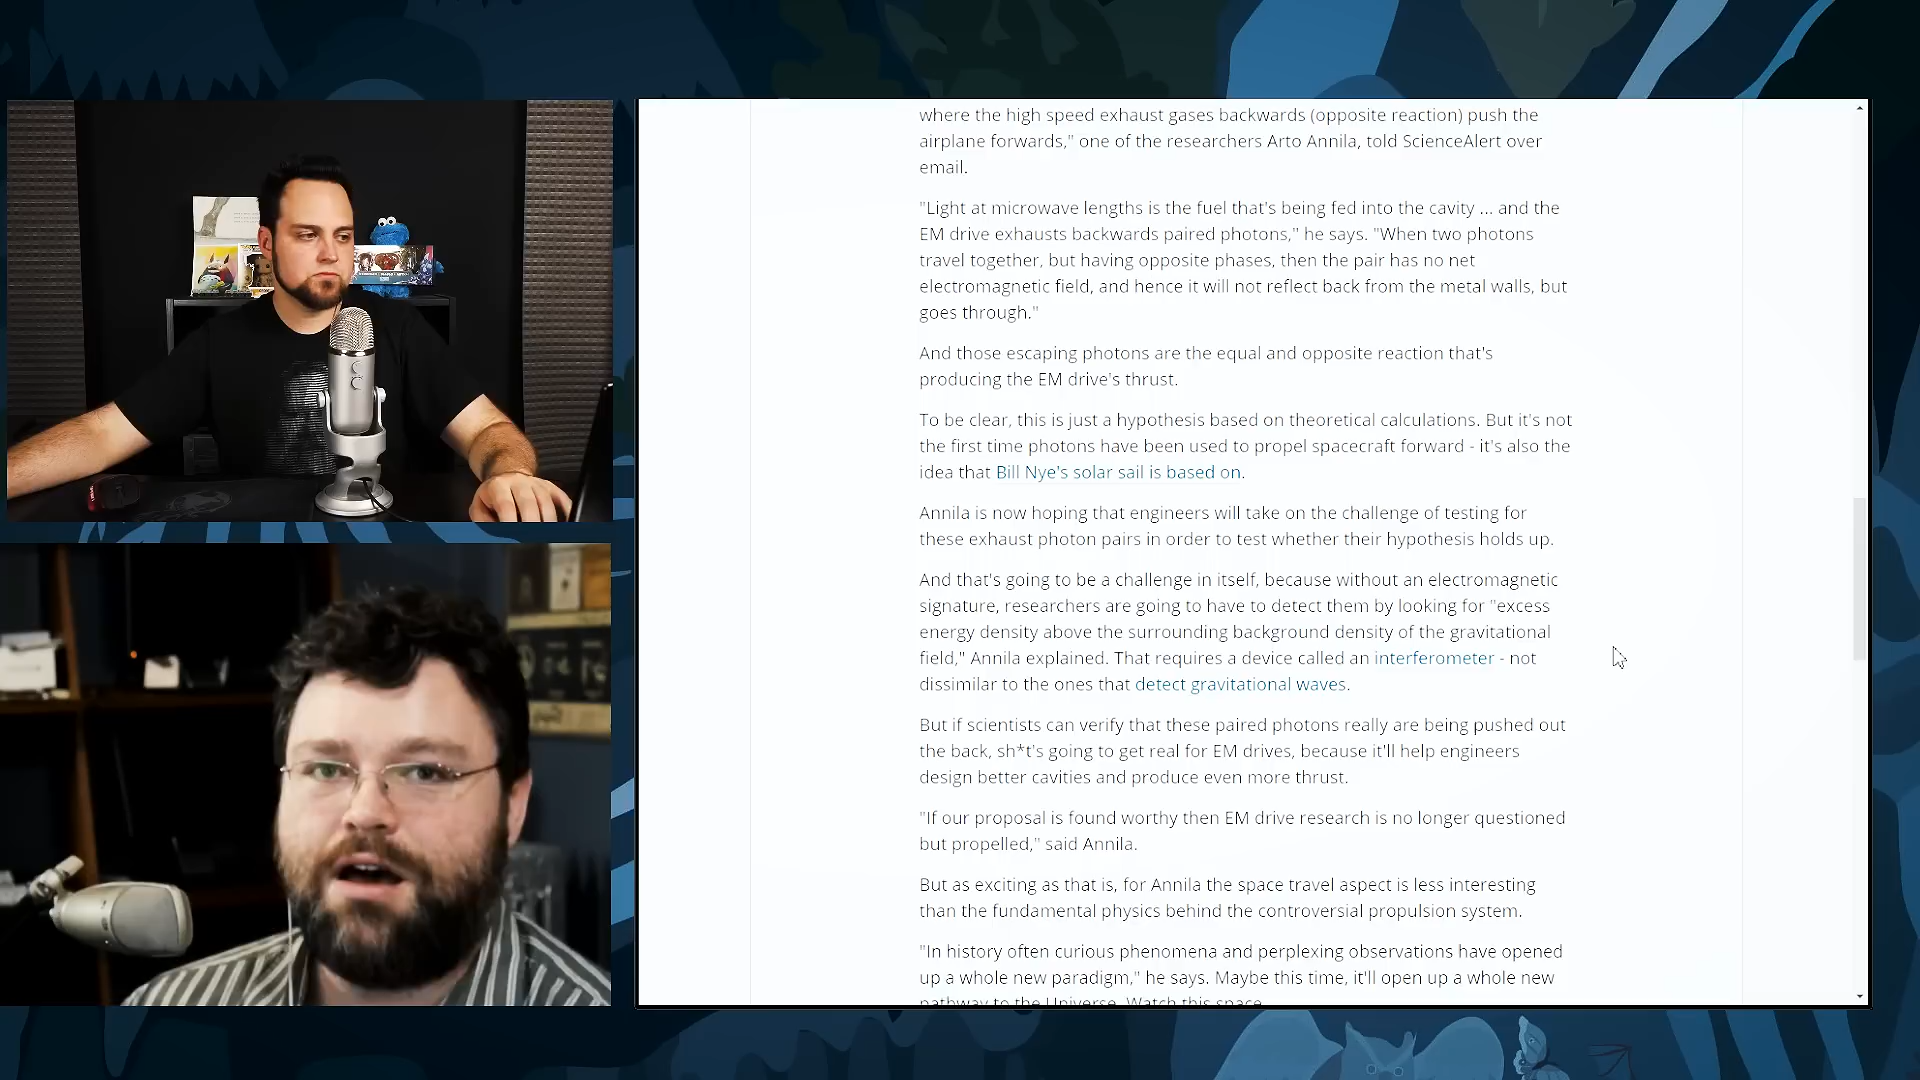 where the high speed exhaust gases backwards (opposite reaction) push the
airplane forwards," one of the researchers Arto Annila, told ScienceAlert over
email.
"Light at microwave lengths is the fuel that's being fed into the cavity ... and the
EM drive exhausts backwards paired photons," he says. "When two photons
travel together, but having opposite phases, then the pair has no net
electromagnetic field, and hence it will not reflect back from the metal walls, but
goes through."
And those escaping photons are the equal and opposite reaction that's
producing the EM drive's thrust.
To be clear, this is just a hypothesis based on theoretical calculations. But it's not
the first time photons have been used to propel spacecraft forward - it's also the
idea that Bill Nye's solar sail is based on.
Annila is now hoping that engineers will take on the challenge of testing for
these exhaust photon pairs in order to test whether their hypothesis holds up.
And that's going to be a challenge in itself, because without an electromagnetic
signature, researchers are going to have to detect them by looking for "excess
energy density above the surrounding background density of the gravitational
field," Annila explained. That requires a device called an interferometer - not
dissimilar to the ones that detect gravitational waves.
But if scientists can verify that these paired photons really are being pushed out
the back, sh*t's going to get real for EM drives, because it'll help engineers
design better cavities and produce even more thrust.
"If our proposal is found worthy then EM drive research is no longer questioned
but propelled," said Annila.
But as exciting as that is, for Annila the space travel aspect is less interesting
than the fundamental physics behind the controversial propulsion system.
"In history often curious phenomena and perplexing observations have opened
up a whole new paradigm," he says. Maybe this time, it'll open up a whole new
pathway to the Universe. Watch this space.